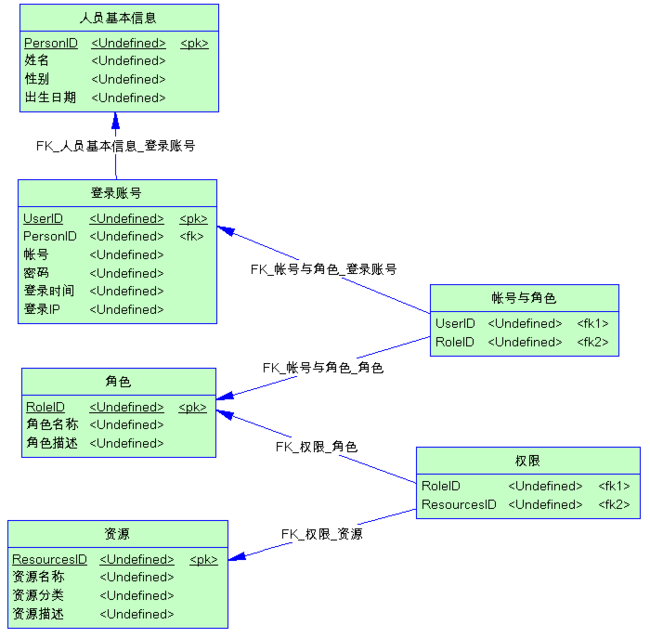 人员基本信息
PersonID <Undefined> <pk>
姓名 <Undefined>
性别 <Undefined>
出生日期 <Undefined>
FK_人员基本信息_登录账号
登录账号
UserID <Undefined> <pk>
PersonID <Undefined> <fk>
帐号 <Undefined>
密码 <Undefined>
登录时间 <Undefined>
登录IP <Undefined>
FK_帐号与角色_登录账号
帐号与角色
UserID <Undefined> <fk1>
RoleID <Undefined> <fk2>
FK_帐号与角色_角色
角色
RoleID <Undefined> <pk>
角色名称 <Undefined>
角色描述 <Undefined>
FK_权限_角色
权限
RoleID <Undefined> <fk1>
ResourcesID <Undefined> <fk2>
FK_权限_资源
资源
ResourcesID <Undefined> <pk>
资源名称 <Undefined>
资源分类 <Undefined>
资源描述 <Undefined>